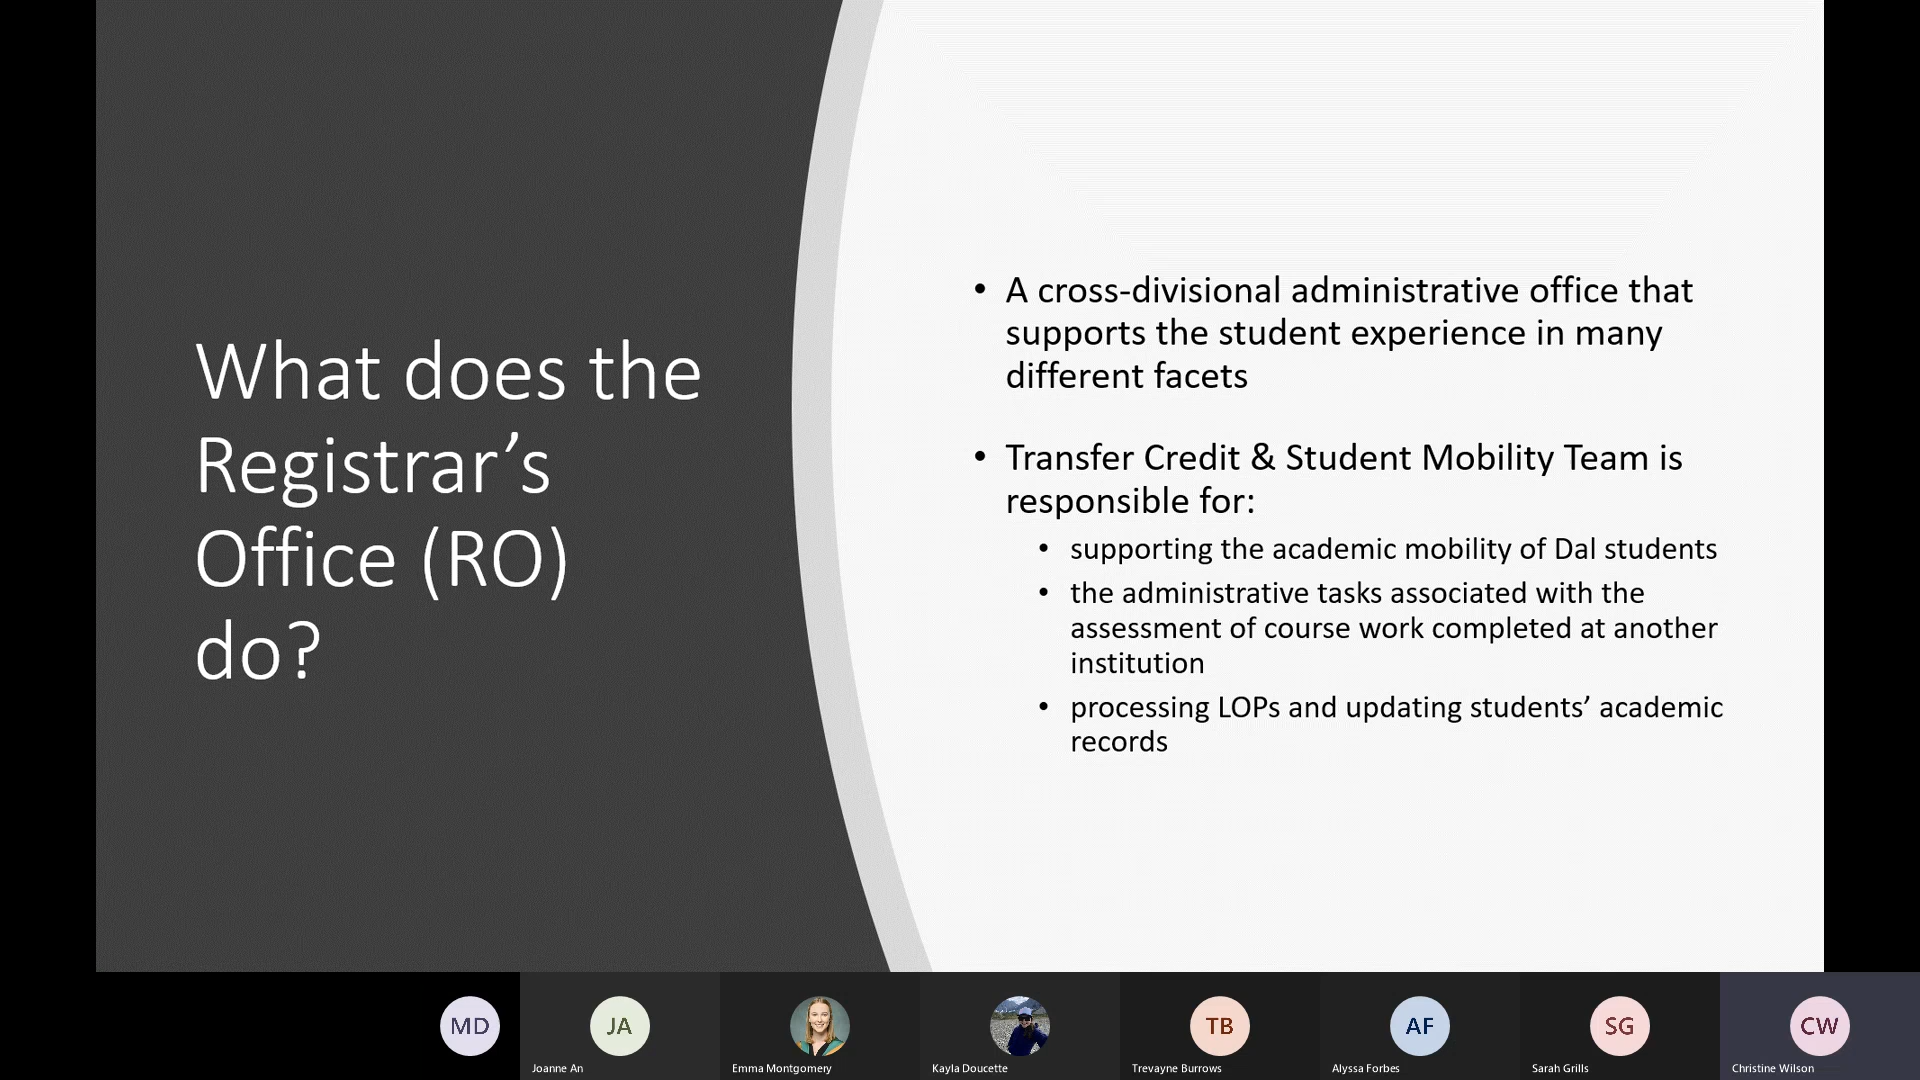 What does the
Registrar’s
Office (RO)
do?
• A cross-divisional administrative office that
supports the student experience in many
different facets
• Transfer Credit & Student Mobility Team is
responsible for:
• supporting the academic mobility of Dal students
• the administrative tasks associated with the
assessment of course work completed at another
institution
• processing LOPs and updating students’ academic
records
MD
JA
TB
AF
SG
CW
Joanne An
Emma Montgomery
Kayla Doucette
Trevayne Burrows
Alyssa Forbes
Sarah Grills
Christine Wilson